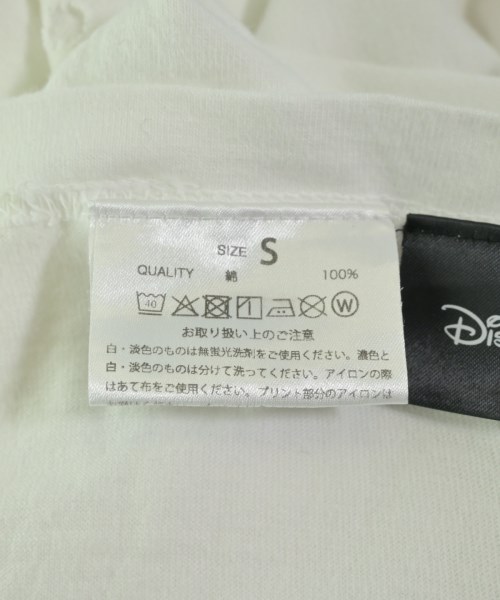 SIZE S
QUALITY 綿 100%
40 W
お取り扱い上のご注意
白・淡色のものは無蛍光洗剤をご使用ください。濃色と
白・淡色のものは分けて洗ってください。アイロンの際
はあて布をご使用ください。プリント部分のアイロンは